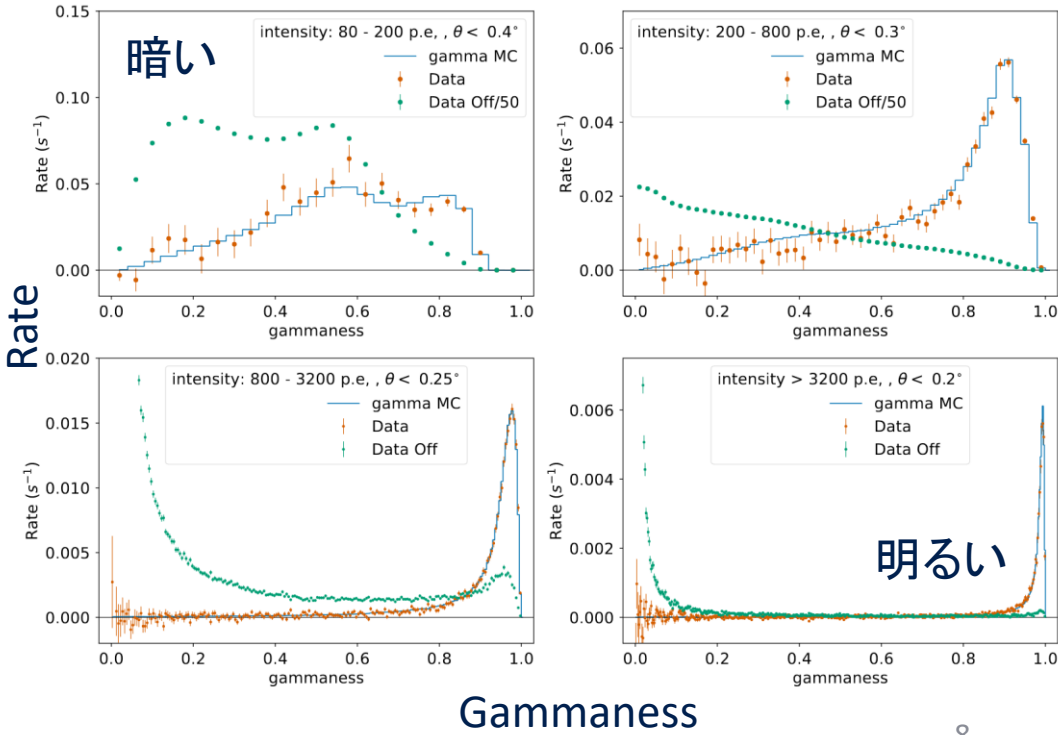 暗い
intensity: 80 - 200 p.e, , θ < 0.4°
gamma MC
Data
Data Off/50
0.15
0.10
0.05
0.00
Rate (s⁻¹)
0.0 0.2 0.4 0.6 0.8 1.0
gammaness
intensity: 200 - 800 p.e, , θ < 0.3°
gamma MC
Data
Data Off/50
0.06
0.04
0.02
0.00
Rate (s⁻¹)
0.0 0.2 0.4 0.6 0.8 1.0
gammaness
Rate
intensity: 800 - 3200 p.e, , θ < 0.25°
gamma MC
Data
Data Off
0.020
0.015
0.010
0.005
0.000
Rate (s⁻¹)
0.0 0.2 0.4 0.6 0.8 1.0
gammaness
intensity > 3200 p.e, , θ < 0.2°
gamma MC
Data
Data Off
0.006
0.004
0.002
0.000
Rate (s⁻¹)
明るい
0.0 0.2 0.4 0.6 0.8 1.0
gammaness
Gammaness